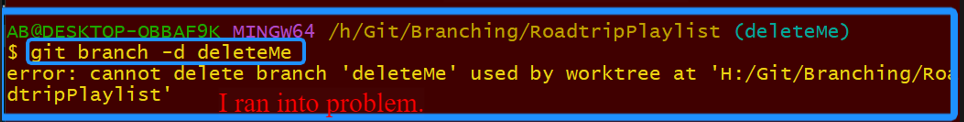 AB@DESKTOP-OBBAF9K MINGW64 /h/Git/Branching/RoadtripPlaylist (deleteMe)
$ git branch -d deleteMe
error: cannot delete branch 'deleteMe' used by worktree at 'H:/Git/Branching/Roa
dtripPlaylist'
I ran into problem.